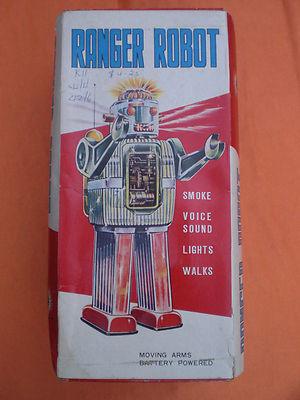 RANGER ROBOT
SMOKE
VOICE
SOUND
LIGHTS
WALKS
MOVING ARMS
BATTERY POWERED